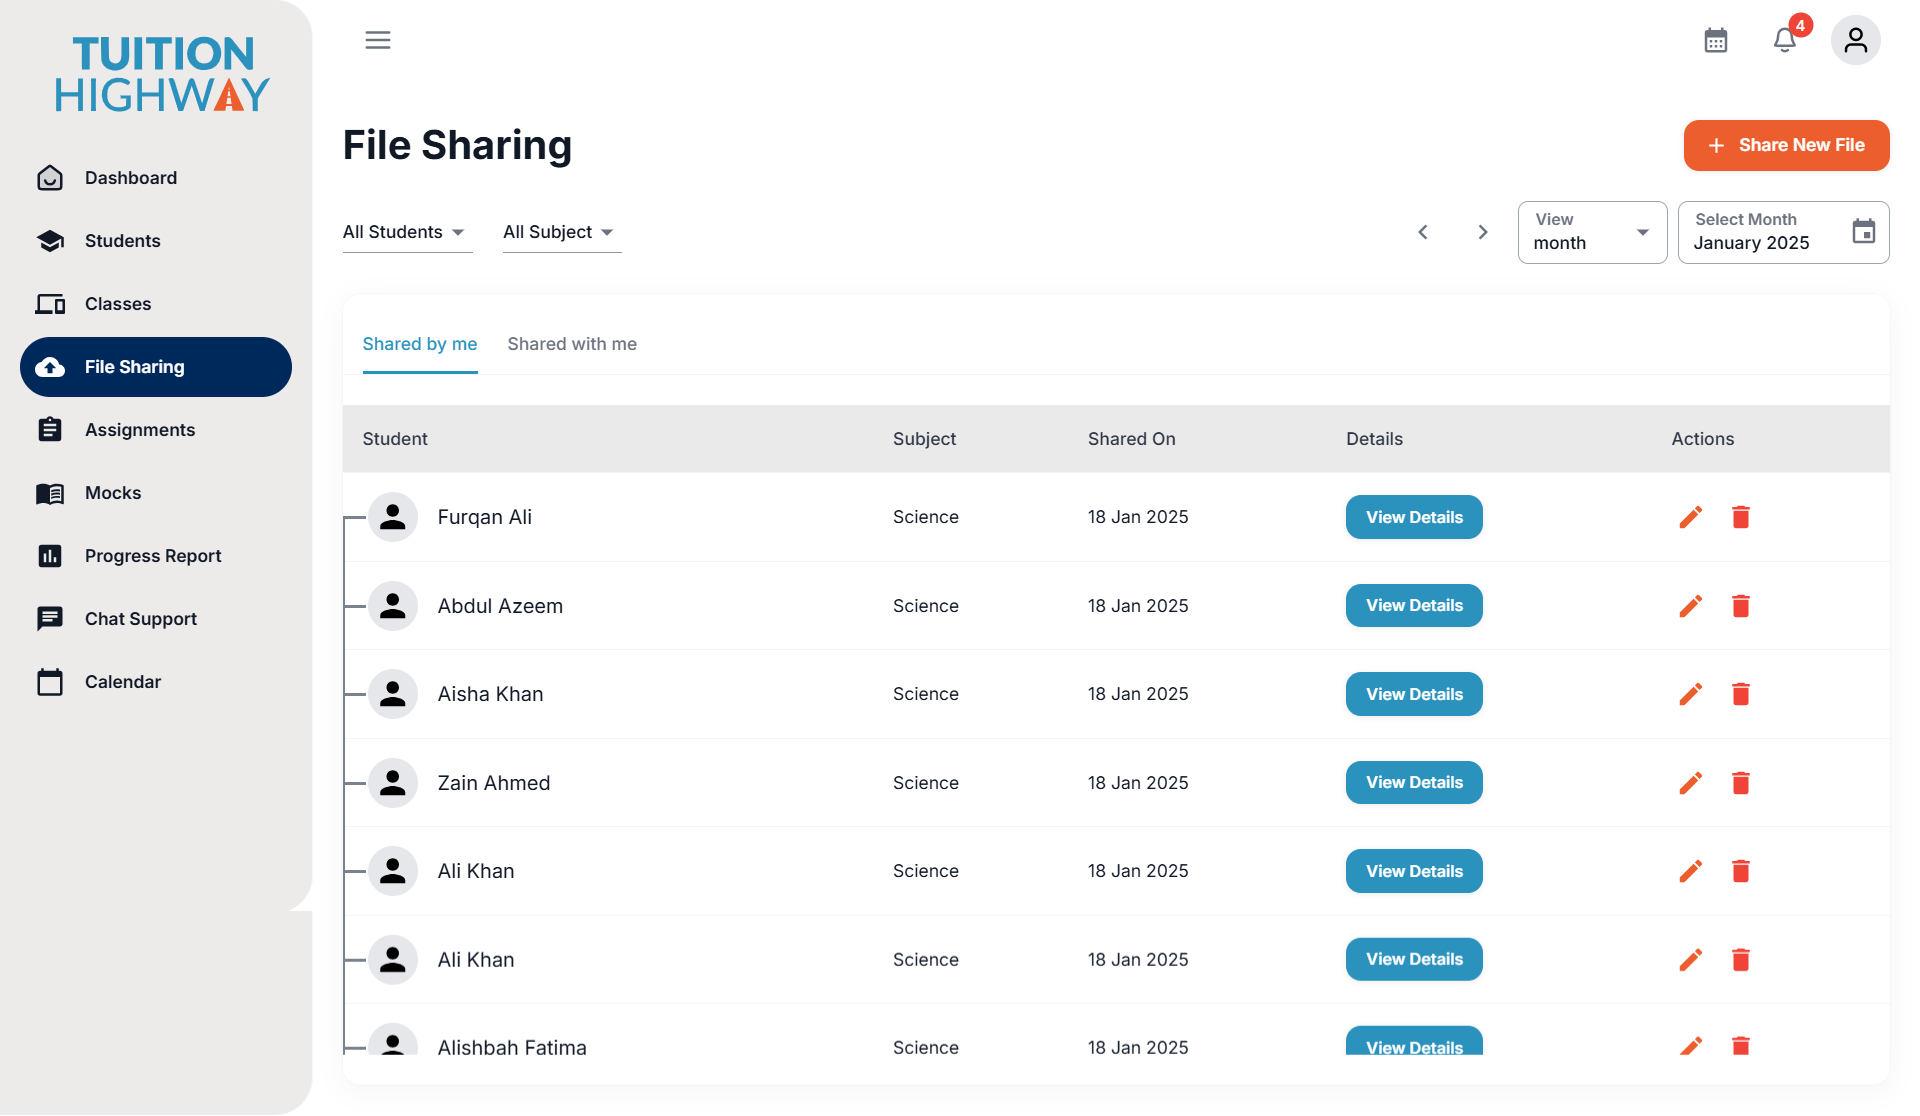 TUITION
HIGHWAY
Dashboard
Students
Classes
File Sharing
Assignments
Mocks
Progress Report
Chat Support
Calendar
4
File Sharing
+ Share New File
All Students
All Subject
View
month
Select Month
January 2025
Shared by me
Shared with me
Student Subject Shared On Details Actions
Furqan Ali Science 18 Jan 2025 View Details
Abdul Azeem Science 18 Jan 2025 View Details
Aisha Khan Science 18 Jan 2025 View Details
Zain Ahmed Science 18 Jan 2025 View Details
Ali Khan Science 18 Jan 2025 View Details
Ali Khan Science 18 Jan 2025 View Details
Alishbah Fatima Science 18 Jan 2025 View Details